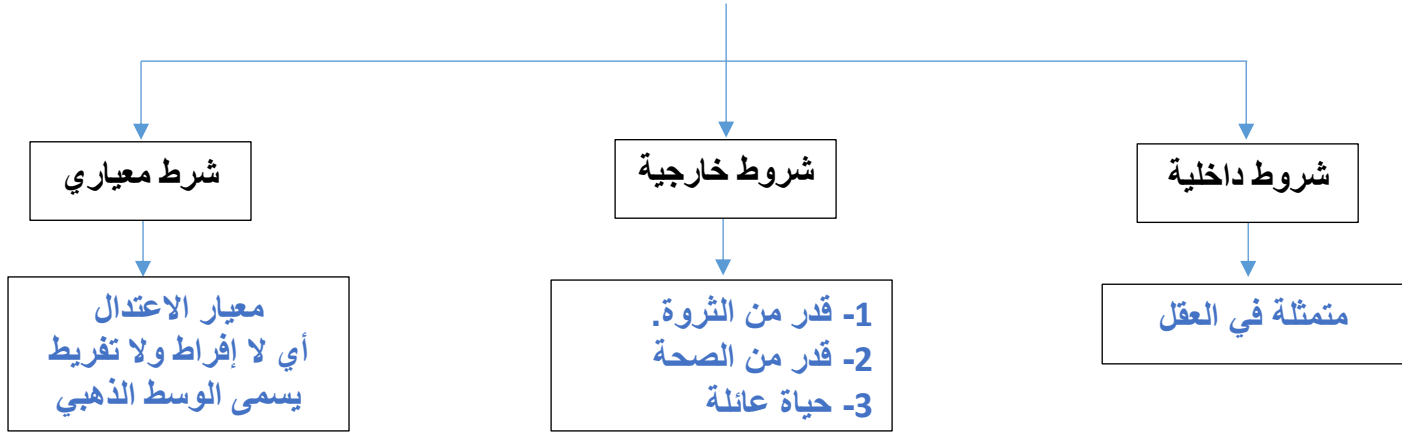 شروط داخلية
متمثلة في العقل
شروط خارجية
1- قدر من الثروة.
2- قدر من الصحة
3- حياة عائلة
شرط معياري
معيار الاعتدال
أي لا إفراط ولا تفريط
يسمى الوسط الذهبي